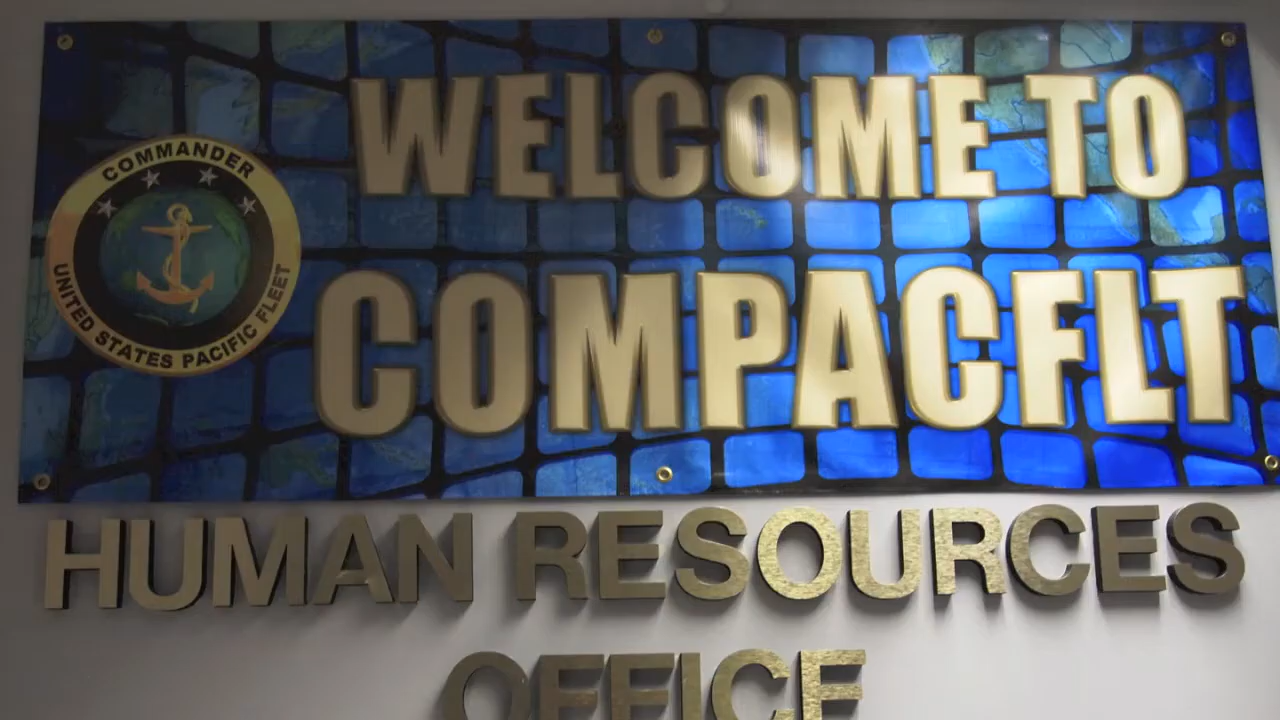 WELCOME TO
COMPACFLT
COMMANDER
UNITED STATES PACIFIC FLEET
HUMAN RESOURCES
OFFICE